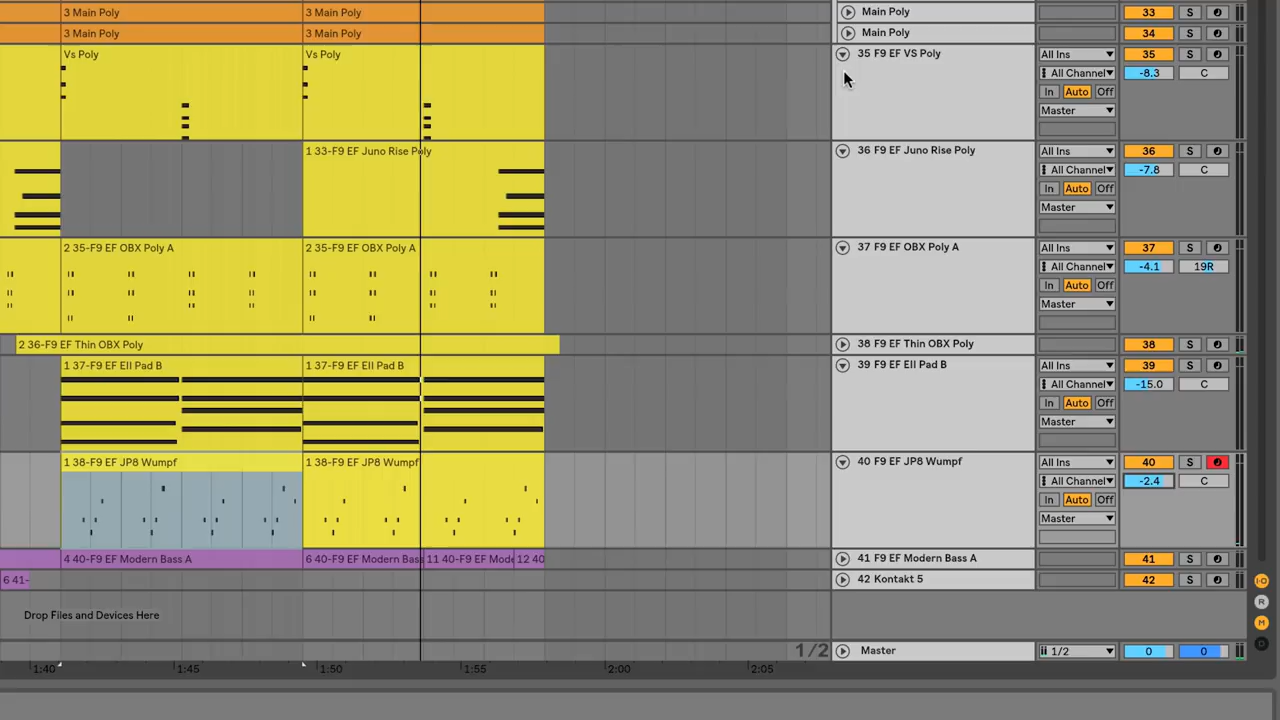 3 Main Poly 3 Main Poly Main Poly 33 S
3 Main Poly 3 Main Poly Main Poly 34 S
Vs Poly Vs Poly 35 F9 EF VS Poly All Ins 35 S
All Channel -8.3 C
In Auto Off
Master
1 33-F9 EF Juno Rise Poly 36 F9 EF Juno Rise Poly All Ins 36 S
All Channel -7.8 C
In Auto Off
Master
2 35-F9 EF OBX Poly A 2 35-F9 EF OBX Poly A 37 F9 EF OBX Poly A All Ins 37 S
All Channel -4.1 19R
In Auto Off
Master
2 36-F9 EF Thin OBX Poly 38 F9 EF Thin OBX Poly 38 S
1 37-F9 EF EII Pad B 1 37-F9 EF EII Pad B 39 F9 EF EII Pad B All Ins 39 S
All Channel -15.0 C
In Auto Off
Master
1 38-F9 EF JP8 Wumpf 1 38-F9 EF JP8 Wumpf 40 F9 EF JP8 Wumpf All Ins 40 S
All Channel -2.4 C
In Auto Off
Master
4 40-F9 EF Modern Bass A 6 40-F9 EF Modern Bass 11 40-F9 EF Mode 12 40 41 F9 EF Modern Bass A 41 S
6 41- 42 Kontakt 5 42 S
I·O
R
Drop Files and Devices Here M
D
1/2 Master 1/2 0 0
1:40 1:45 1:50 1:55 2:00 2:05